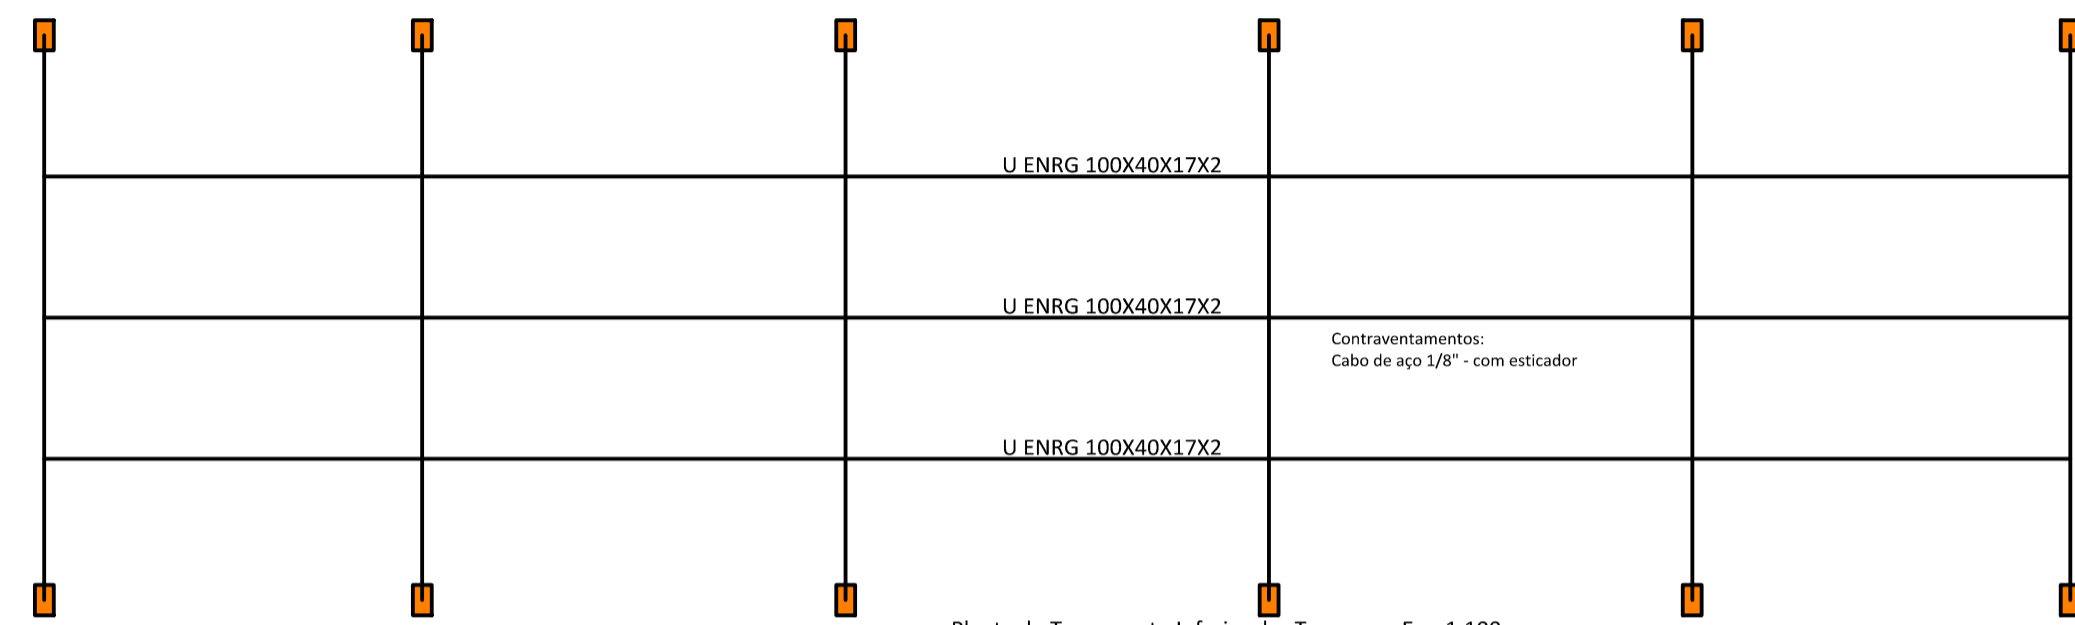 U ENRG 100X40X17X2
U ENRG 100X40X17X2
Contraventamentos:
Cabo de aço 1/8" - com esticador
U ENRG 100X40X17X2